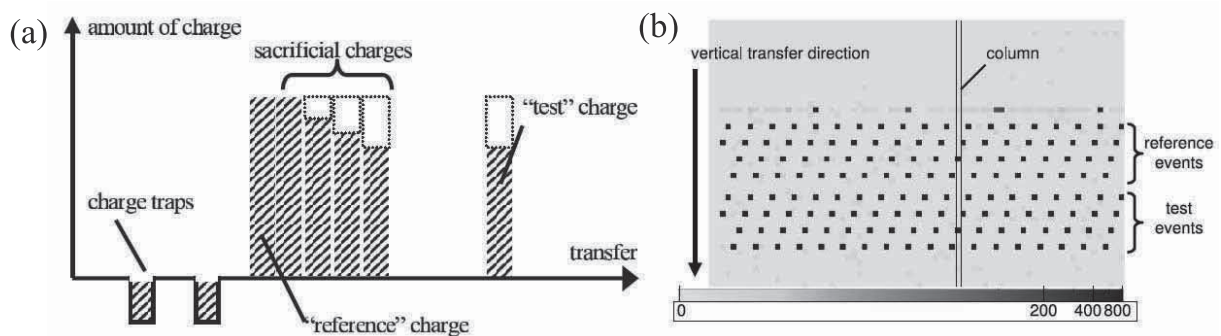 (a)
amount of charge
sacrificial charges
“test” charge
charge traps
transfer
“reference” charge
(b)
vertical transfer direction
column
reference
events
test
events
0
200
400
800